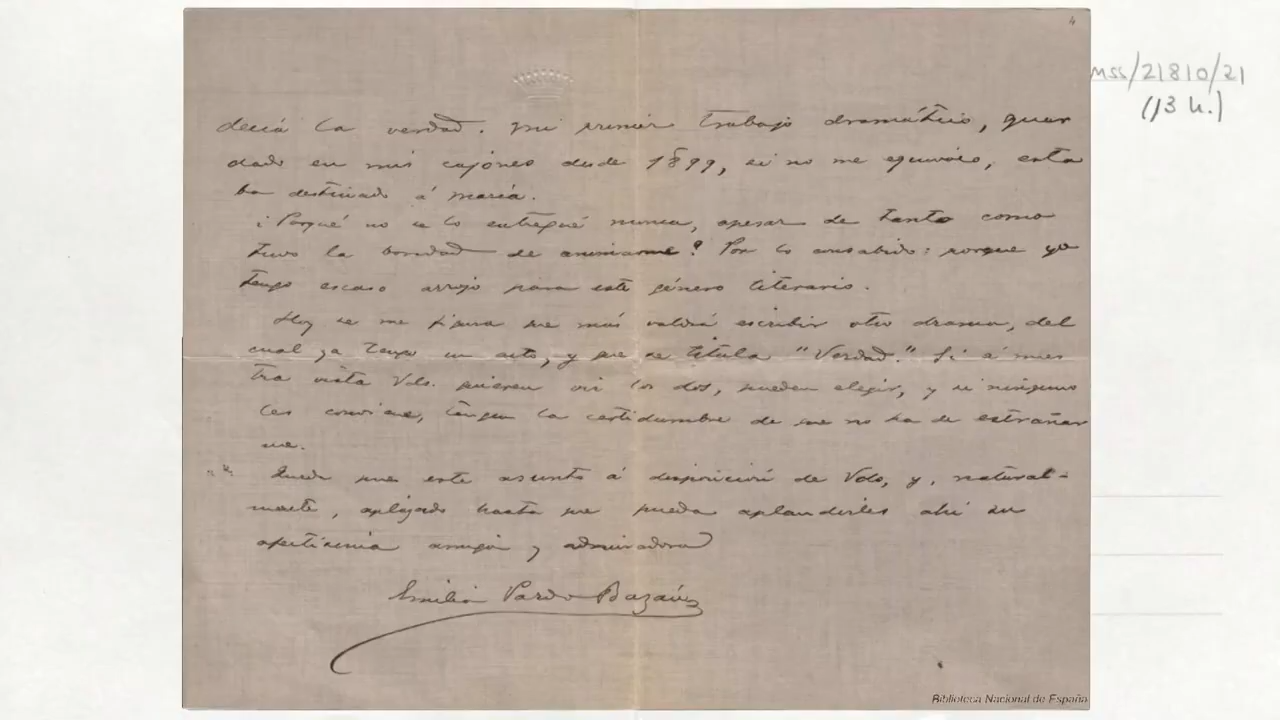 4
MSS/21810/21
(13 h.)
decía la verdad. Mi primer trabajo dramático, guar
dado en mis cajones desde 1899, si no me equivoco, esta
ba destinado á María.
¿Porqué no se lo entregué nunca, apesar de tanto como
tuvo la bondad de animarme? Por lo consabido: porque yo
tengo escaso arrojo para este género literario.
Hoy se me figura que más valdrá escribir otro drama, del
cual ya tengo un acto, y que se titula "Verdad." Si á nues
tra vista Vds. quieren oir los dos, pueden elegir, y si ninguno
les conviene, tengan la certidumbre de que no ha de estrañar
me.
Quede pues este asunto á disposición de Vds, y, natural-
mente, aplazado hasta que pueda aplaudirles ahí su
afectísima amiga y admiradora
Emilia Pardo Bazán
Biblioteca Nacional de España